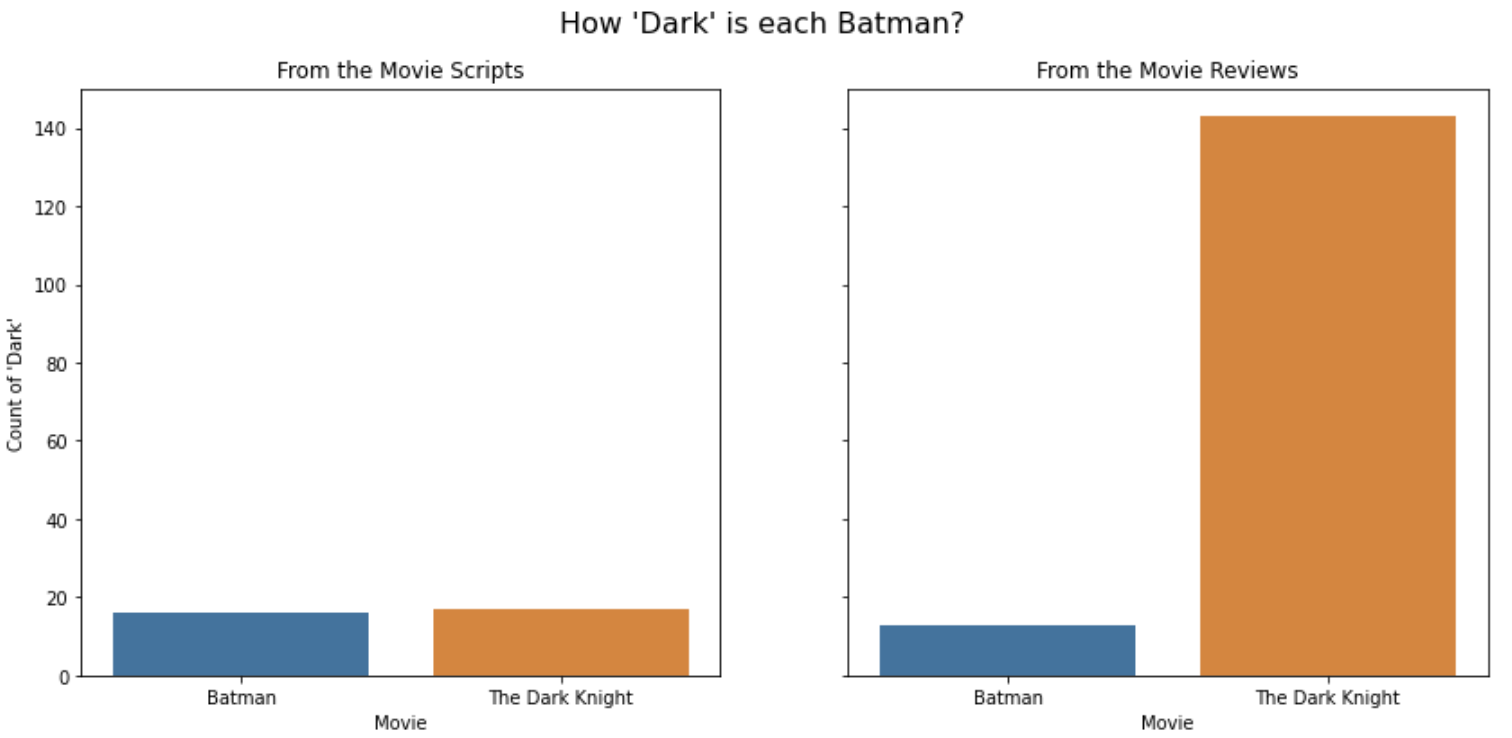 How 'Dark' is each Batman?
From the Movie Scripts
Count of 'Dark'
140
120
100
80
60
40
20
0
Batman
The Dark Knight
Movie
From the Movie Reviews
Batman
The Dark Knight
Movie